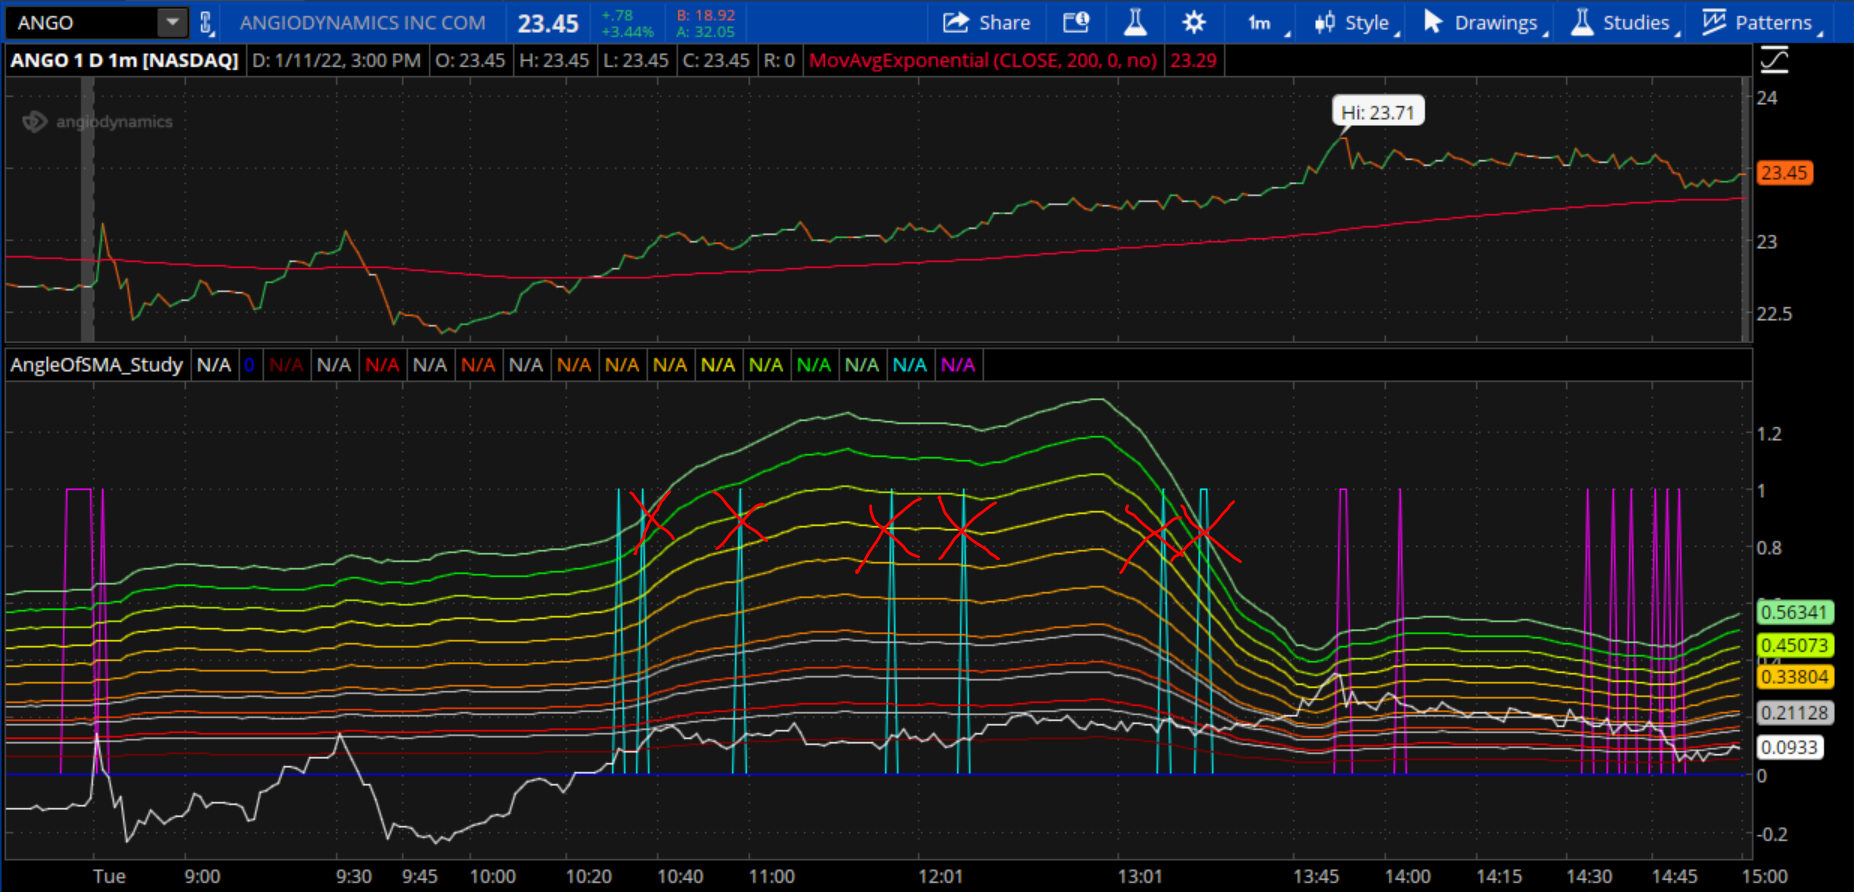 ANGO ANGIODYNAMICS INC COM 23.45 +.78 +3.44% B: 18.92 A: 32.05 Share 1m Style Drawings Studies Patterns
ANGO 1 D 1m [NASDAQ] D: 1/11/22, 3:00 PM O: 23.45 H: 23.45 L: 23.45 C: 23.45 R: 0 MovAvgExponential (CLOSE, 200, 0, no) 23.29
24
Hi: 23.71
angiodynamics
23.45
23
22.5
AngleOfSMA_Study N/A 0 N/A N/A N/A N/A N/A N/A N/A N/A N/A N/A N/A N/A N/A N/A N/A
1.2
1
0.8
0.56341
0.45073
0.33804
0.21128
0.0933
0
-0.2
Tue 9:00 9:30 9:45 10:00 10:20 10:40 11:00 12:01 13:01 13:45 14:00 14:15 14:30 14:45 15:00